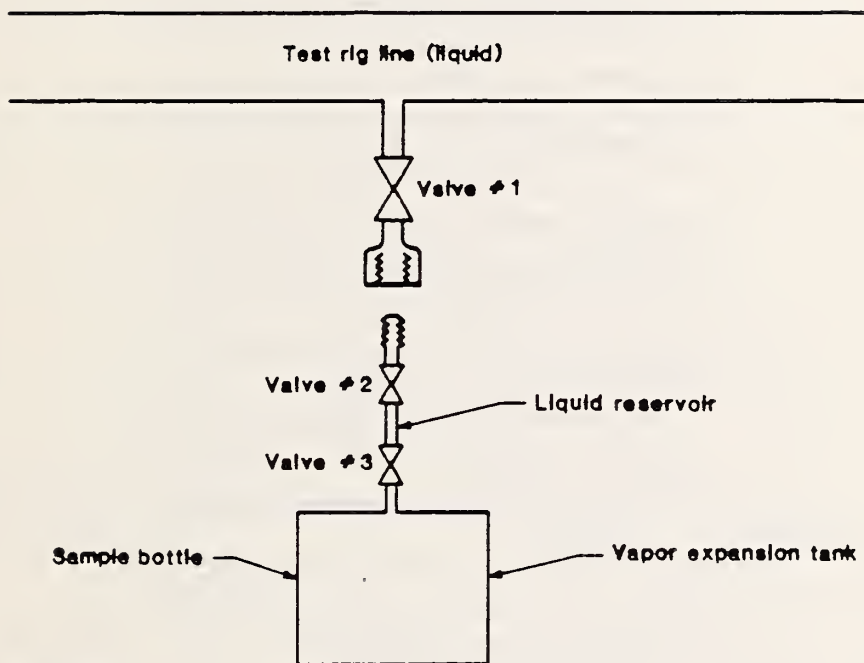 Test rig line (liquid)
Valve #1
Valve #2
Liquid reservoir
Valve #3
Sample bottle
Vapor expansion tank